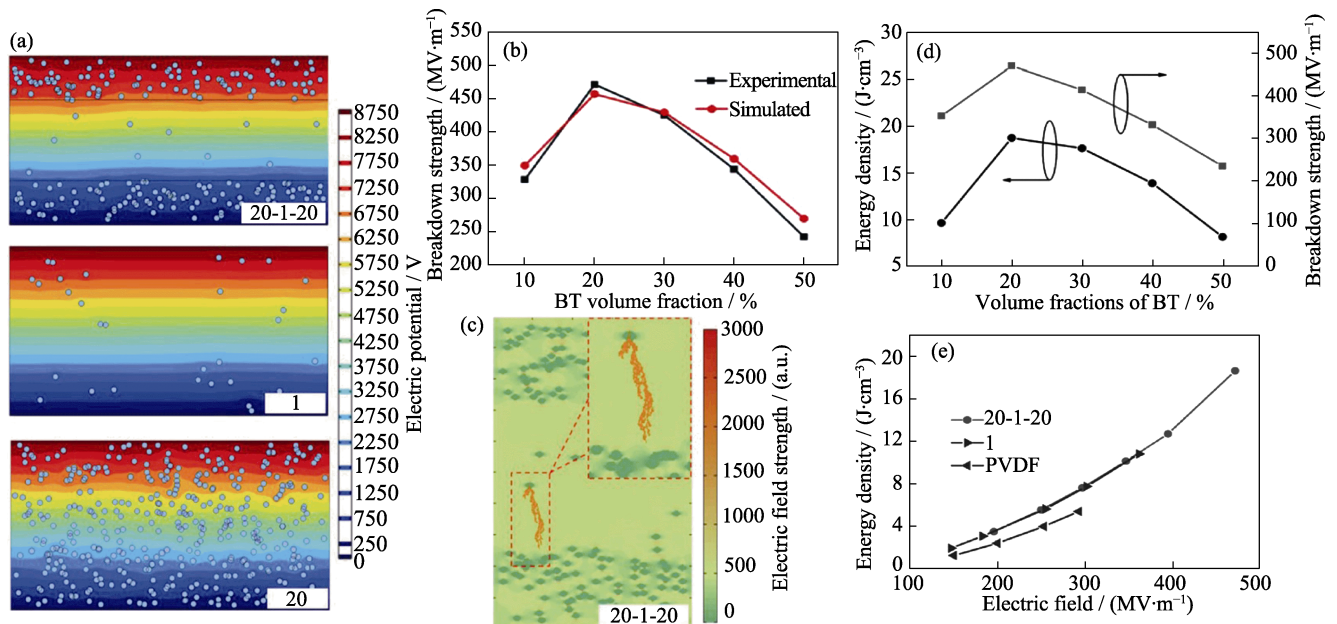 (a)
20-1-20
1
20
8750
8250
7750
7250
6750
6250
5750
5250
4750
4250
3750
3250
2750
2250
1750
1250
750
250
0
Electric potential / V
(b)
Breakdown strength / (MV·m⁻¹)
550
500
450
400
350
300
250
200
Experimental
Simulated
10 20 30 40 50
BT volume fraction / %
(c)
20-1-20
3000
2500
2000
1500
1000
500
0
Electric field strength / (a.u.)
(d)
Energy density / (J·cm⁻³)
30
25
20
15
10
5
500
400
300
200
100
0
Breakdown strength / (MV·m⁻¹)
10 20 30 40 50
Volume fractions of BT / %
(e)
Energy density / (J·cm⁻³)
20
16
12
8
4
0
20-1-20
1
PVDF
100 200 300 400 500
Electric field / (MV·m⁻¹)